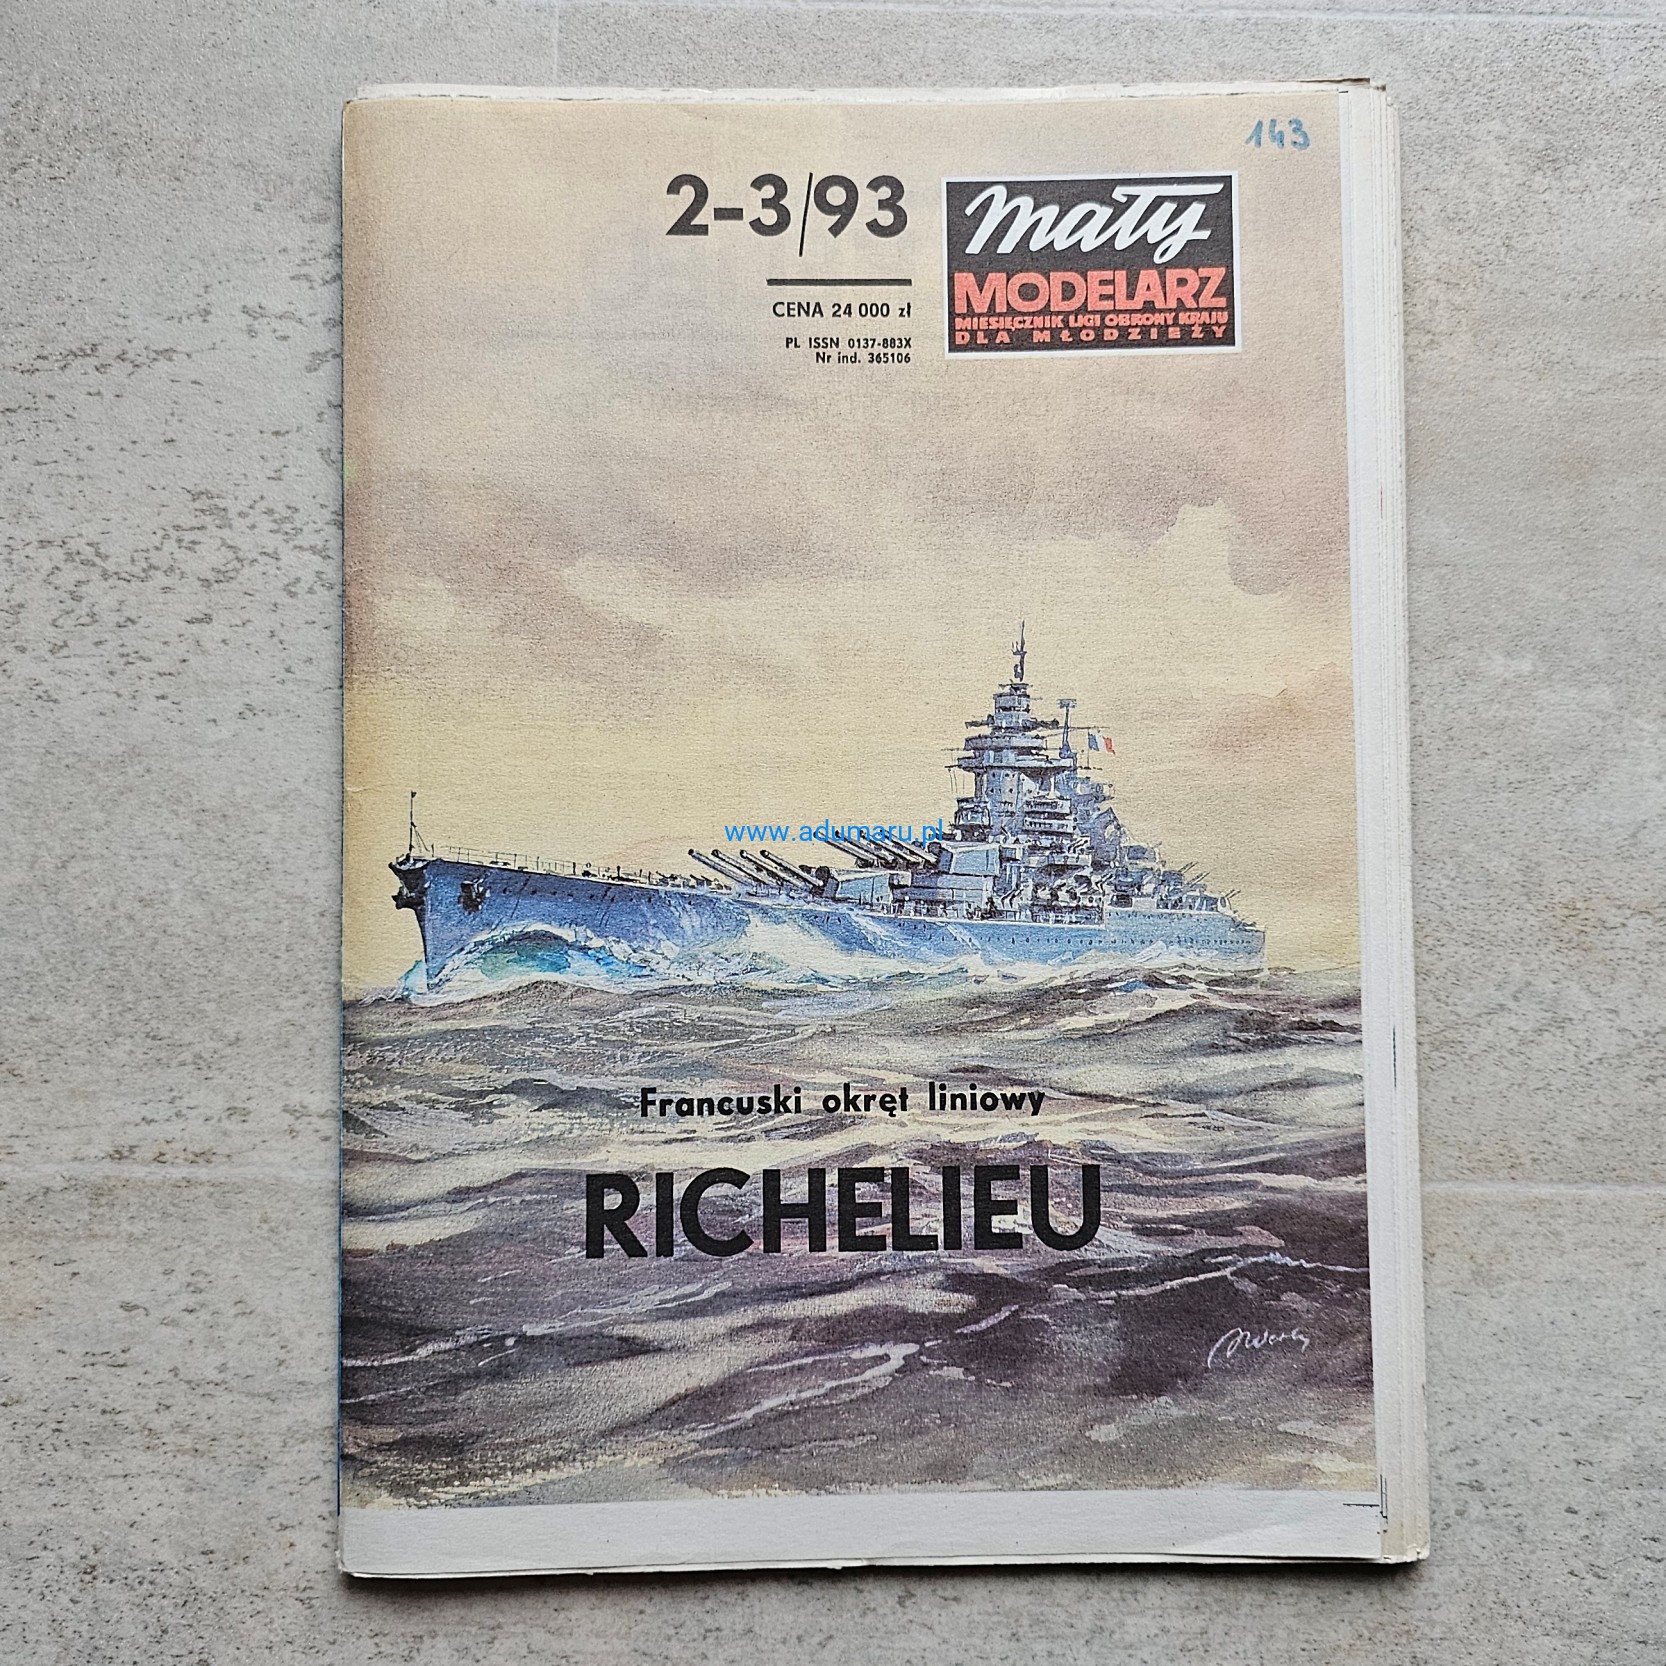 143
2-3/93
Mały
MODELARZ
MIESIĘCZNIK LIGI OBRONY KRAJU
DLA MŁODZIEŻY
CENA 24 000 zł
PL ISSN 0137-883X
Nr ind. 365106
www.adumaru.pl
Francuski okręt liniowy
RICHELIEU